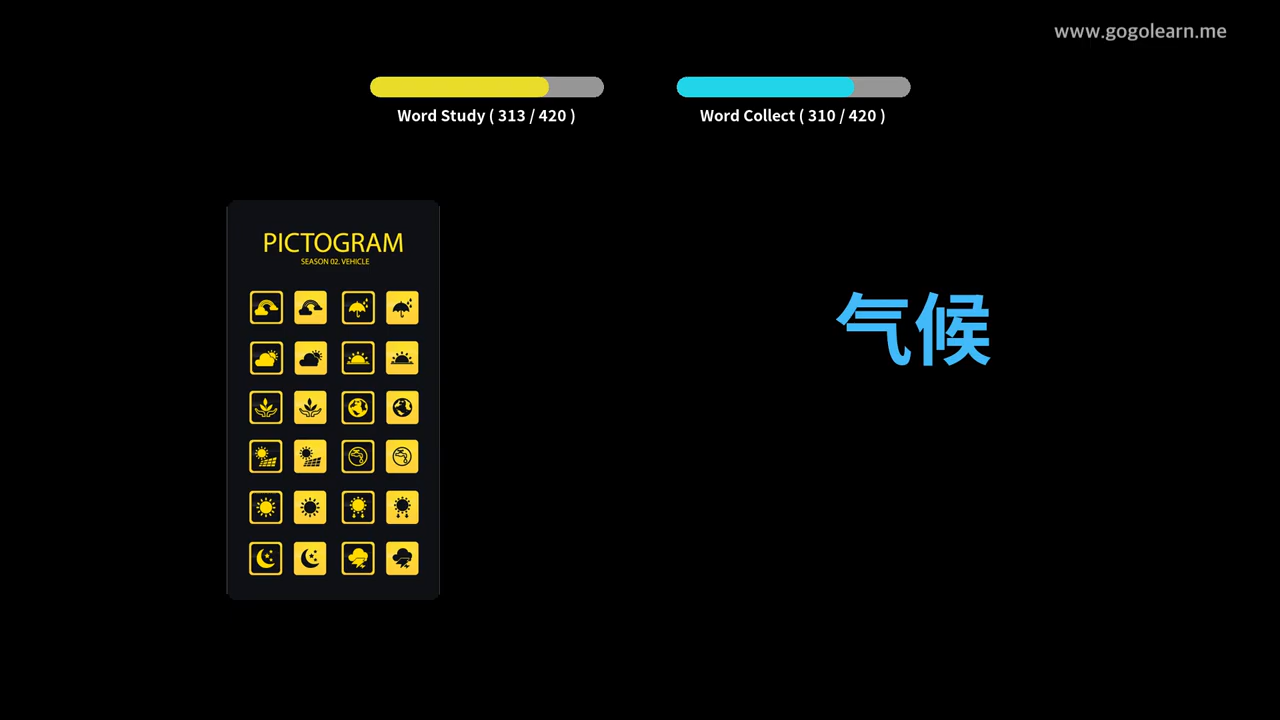 www.gogolearn.me
Word Study ( 313 / 420 )
Word Collect ( 310 / 420 )
PICTOGRAM
SEASON 02. VEHICLE
气候